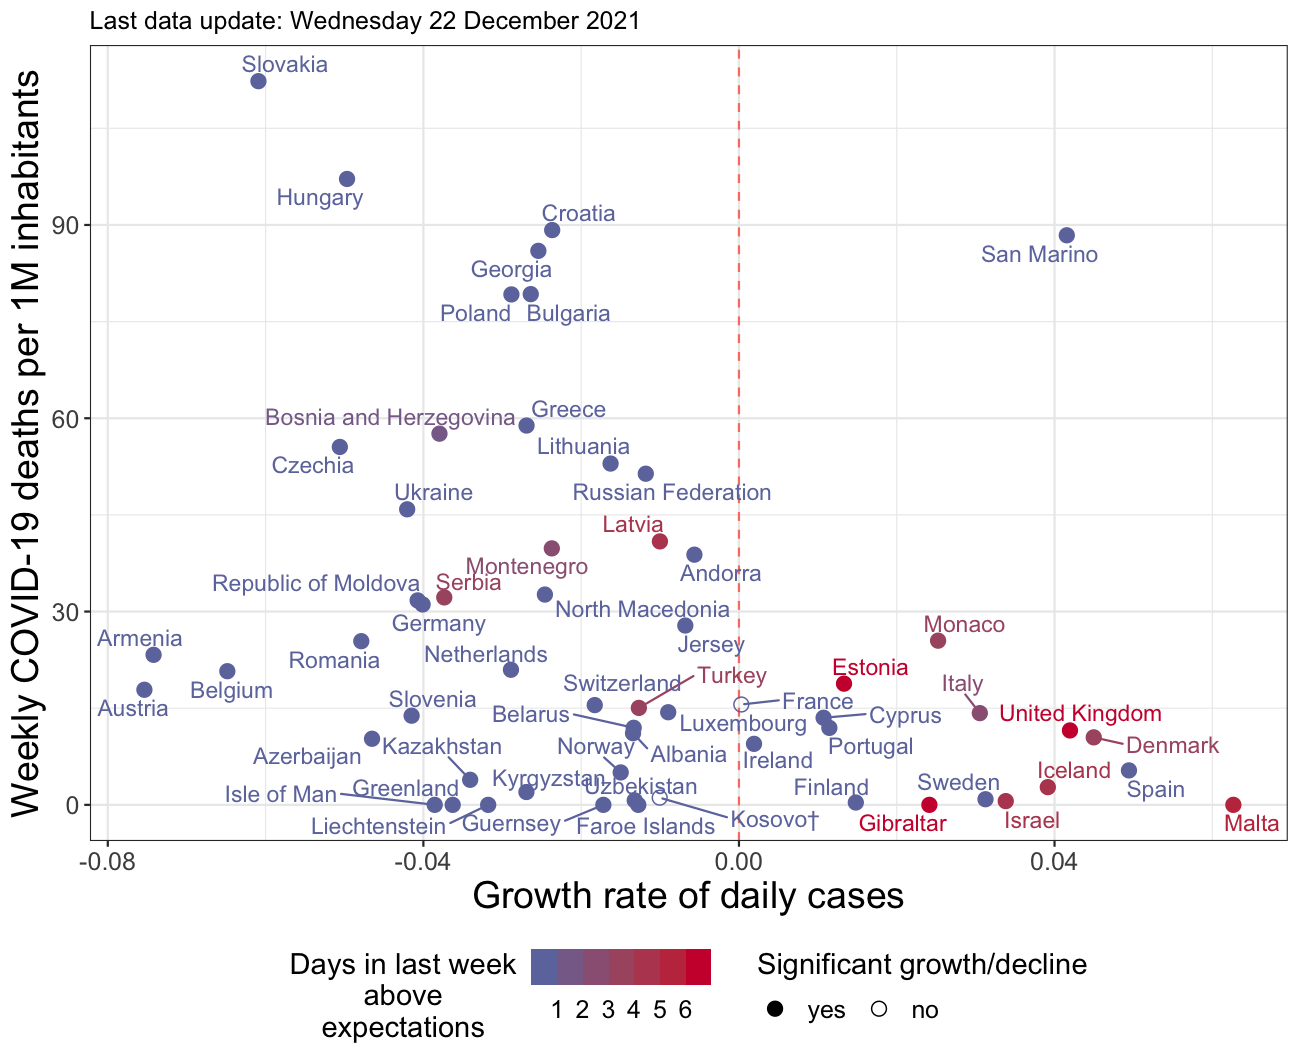 Last data update: Wednesday 22 December 2021
Weekly COVID-19 deaths per 1M inhabitants
Slovakia
Hungary
Croatia
90
San Marino
Georgia
Poland
Bulgaria
Greece
Bosnia and Herzegovina
60
Lithuania
Czechia
Ukraine
Russian Federation
Latvia
Montenegro
Andorra
Republic of Moldova
Serbia
30
North Macedonia
Germany
Monaco
Armenia
Jersey
Netherlands
Romania
Turkey
Estonia
Belgium
Switzerland
Italy
Slovenia
France
Austria
Belarus
Luxembourg
Cyprus
United Kingdom
Kazakhstan
Norway
Portugal
Denmark
Azerbaijan
Albania
Ireland
Iceland
Kyrgyzstan
Greenland
Uzbekistan
Finland
Sweden
Spain
Isle of Man
0
Liechtenstein
Guernsey
Faroe Islands
Kosovo†
Gibraltar
Israel
Malta
-0.08
-0.04
0.00
0.04
Growth rate of daily cases
Days in last week
above
expectations
1 2 3 4 5 6
Significant growth/decline
yes
no